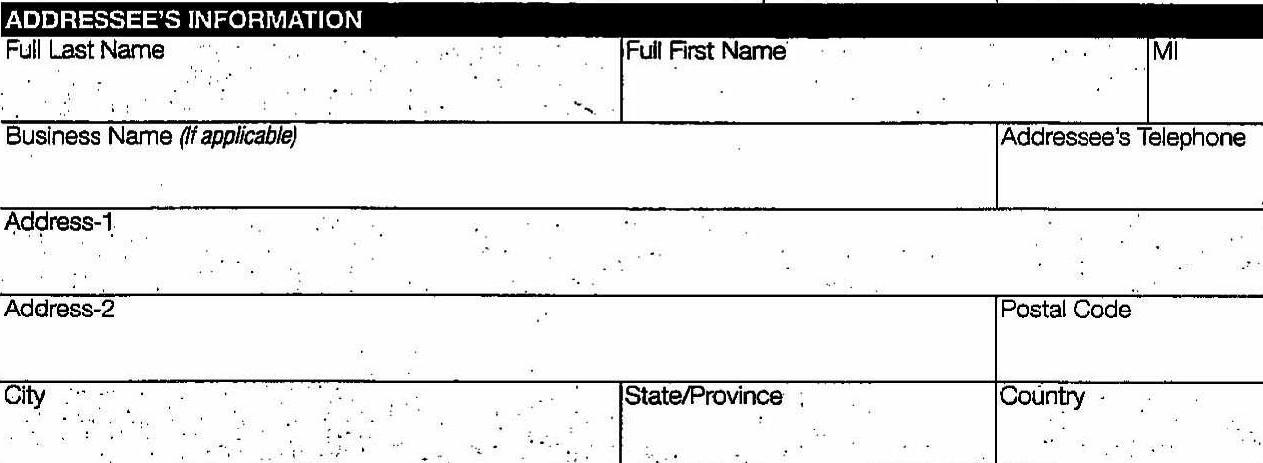 ADDRESSEE'S INFORMATION
Full Last Name Full First Name MI
Business Name (If applicable) Addressee's Telephone
Address-1
Address-2 Postal Code
City State/Province Country